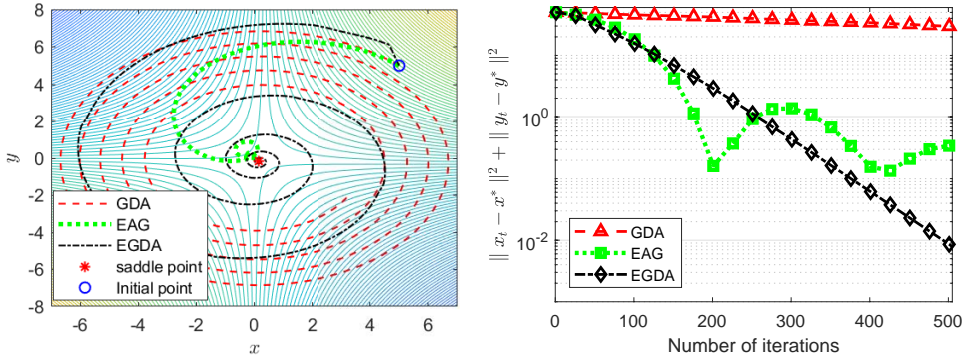 8
6
4
2
0
-2
-4
-6
-8
y
GDA
EAG
EGDA
saddle point
Initial point
-6 -4 -2 0 2 4 6
x
10^0
10^-2
|| x_t - x^* ||^2 + || y_t - y^* ||^2
GDA
EAG
EGDA
0 100 200 300 400 500
Number of iterations